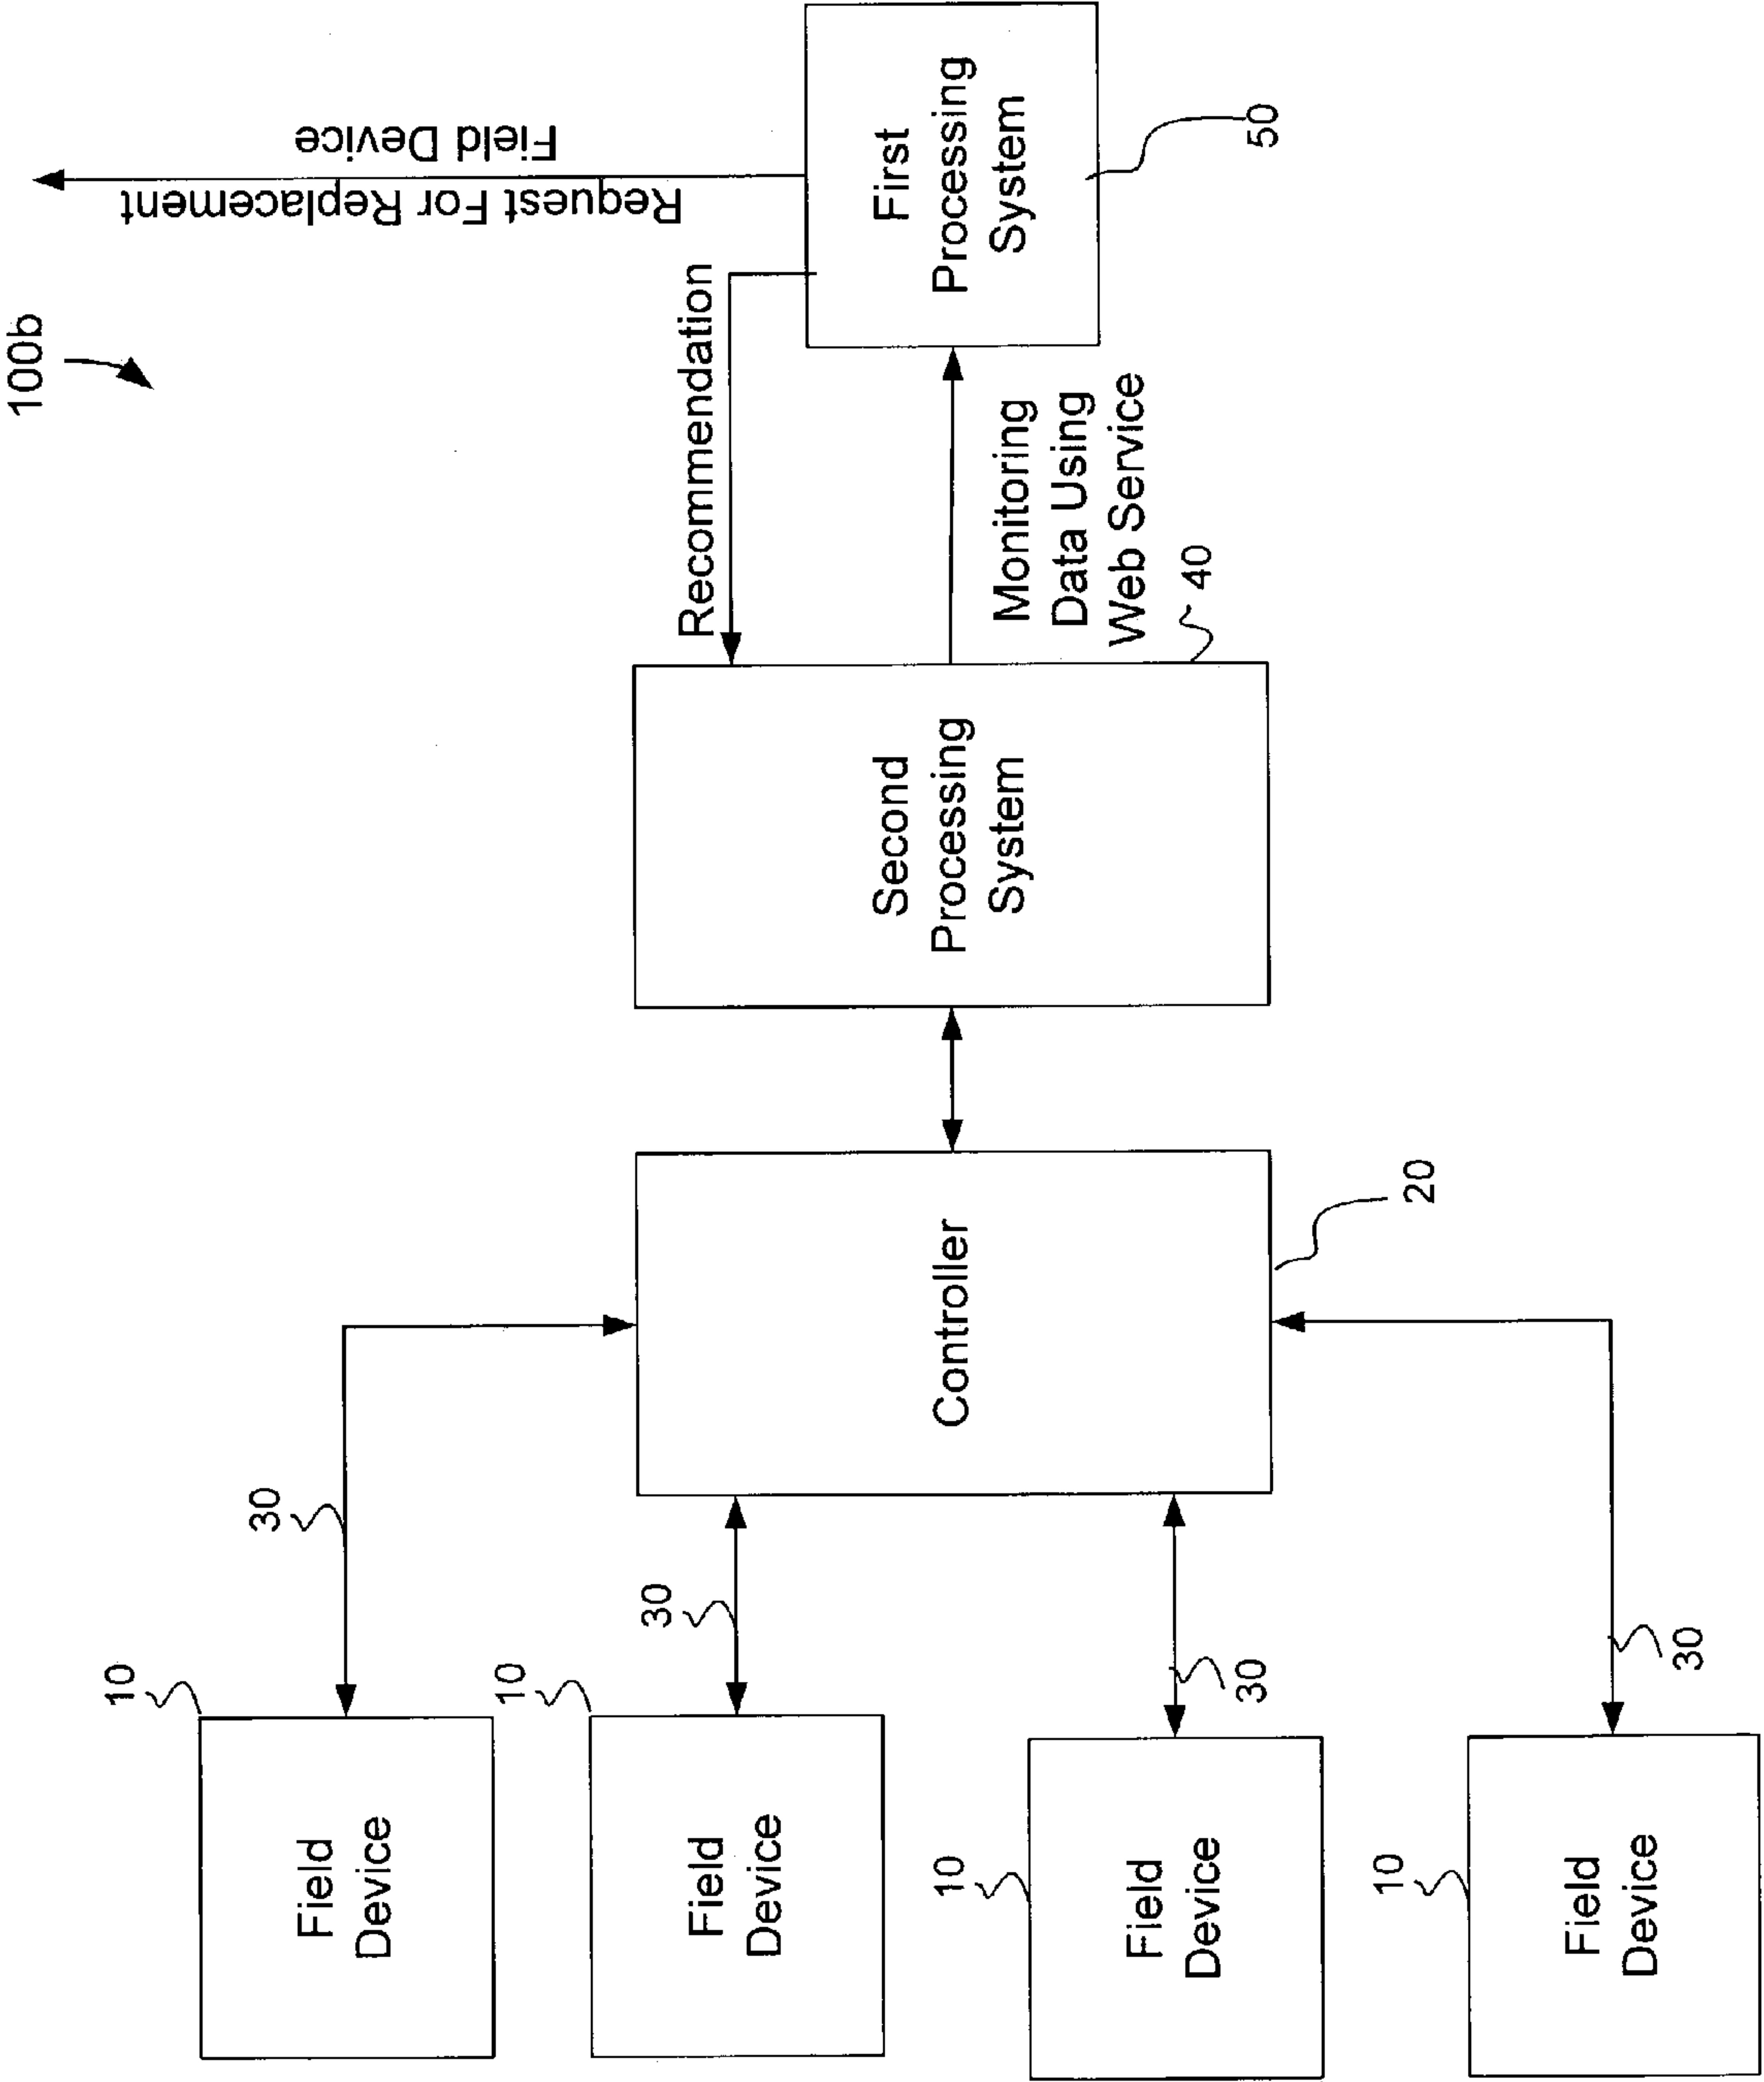 100b
Request For Replacement
Field Device
Recommendation
First
Processing
System
50
Monitoring
Data Using
Web Service
40
Second
Processing
System
Controller
20
30
30
30
30
10
Field
Device
10
Field
Device
10
Field
Device
10
Field
Device